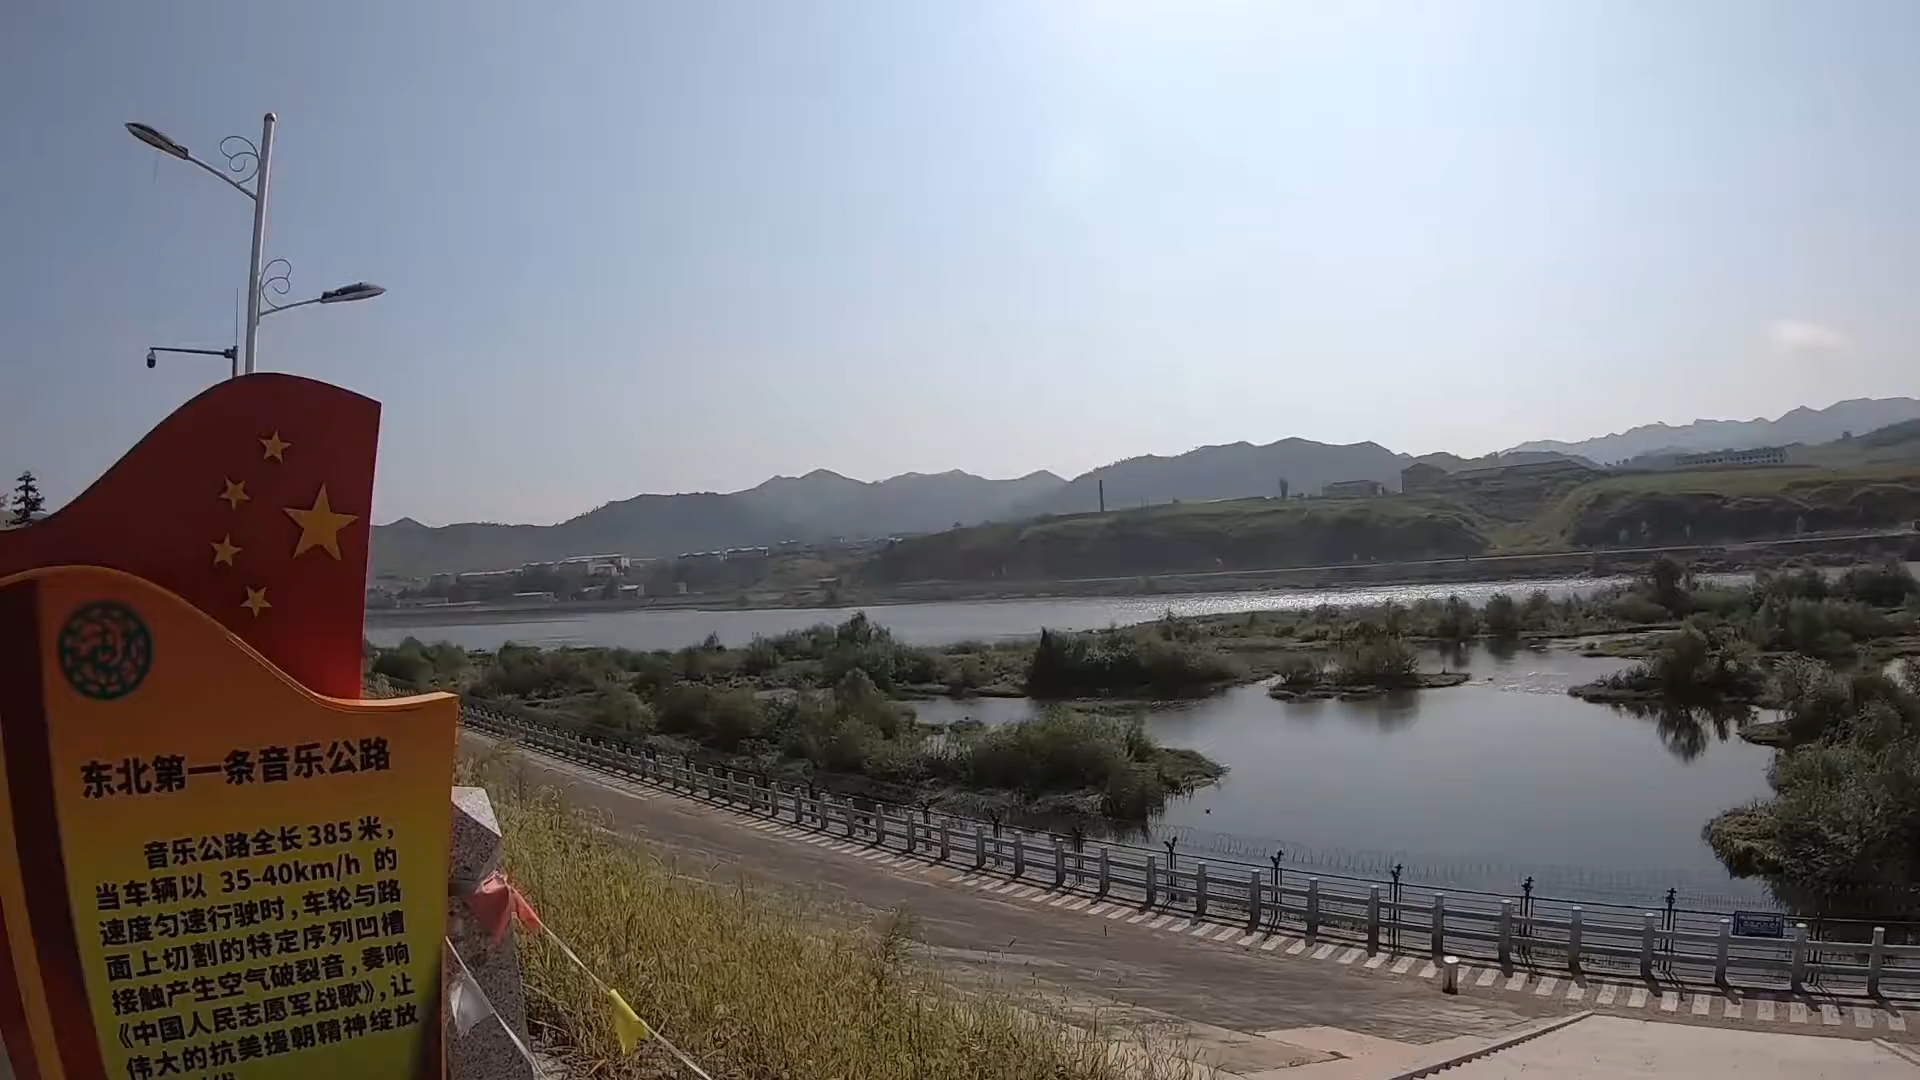 东北第一条音乐公路
音乐公路全长385米，
当车辆以 35-40km/h 的
速度匀速行驶时，车轮与路
面上切割的特定序列凹槽
接触产生空气破裂音，奏响
《中国人民志愿军战歌》，让
伟大的抗美援朝精神绽放